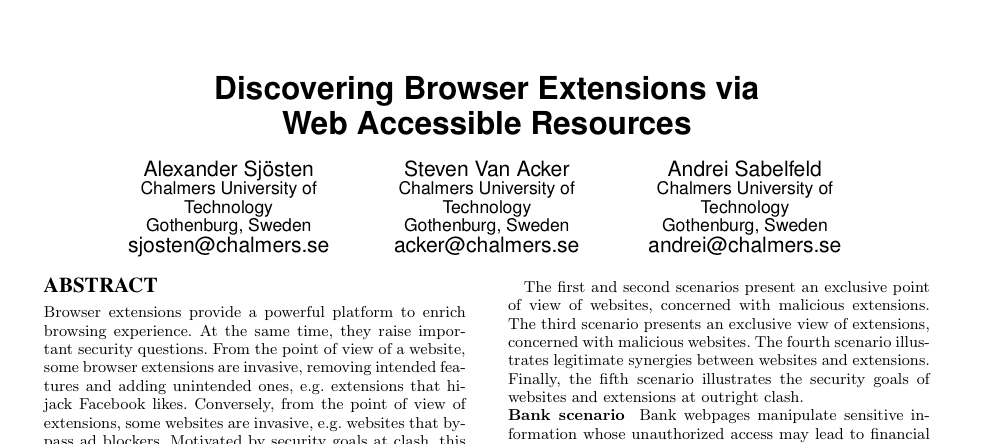 Discovering Browser Extensions via
Web Accessible Resources
Alexander Sjösten
Chalmers University of
Technology
Gothenburg, Sweden
sjosten@chalmers.se
Steven Van Acker
Chalmers University of
Technology
Gothenburg, Sweden
acker@chalmers.se
Andrei Sabelfeld
Chalmers University of
Technology
Gothenburg, Sweden
andrei@chalmers.se
ABSTRACT
Browser extensions provide a powerful platform to enrich
browsing experience. At the same time, they raise impor-
tant security questions. From the point of view of a website,
some browser extensions are invasive, removing intended fea-
tures and adding unintended ones, e.g. extensions that hi-
jack Facebook likes. Conversely, from the point of view of
extensions, some websites are invasive, e.g. websites that by-
pass ad blockers. Motivated by security goals at clash, this
The first and second scenarios present an exclusive point
of view of websites, concerned with malicious extensions.
The third scenario presents an exclusive view of extensions,
concerned with malicious websites. The fourth scenario illus-
trates legitimate synergies between websites and extensions.
Finally, the fifth scenario illustrates the security goals of
websites and extensions at outright clash.
Bank scenario Bank webpages manipulate sensitive in-
formation whose unauthorized access may lead to financial